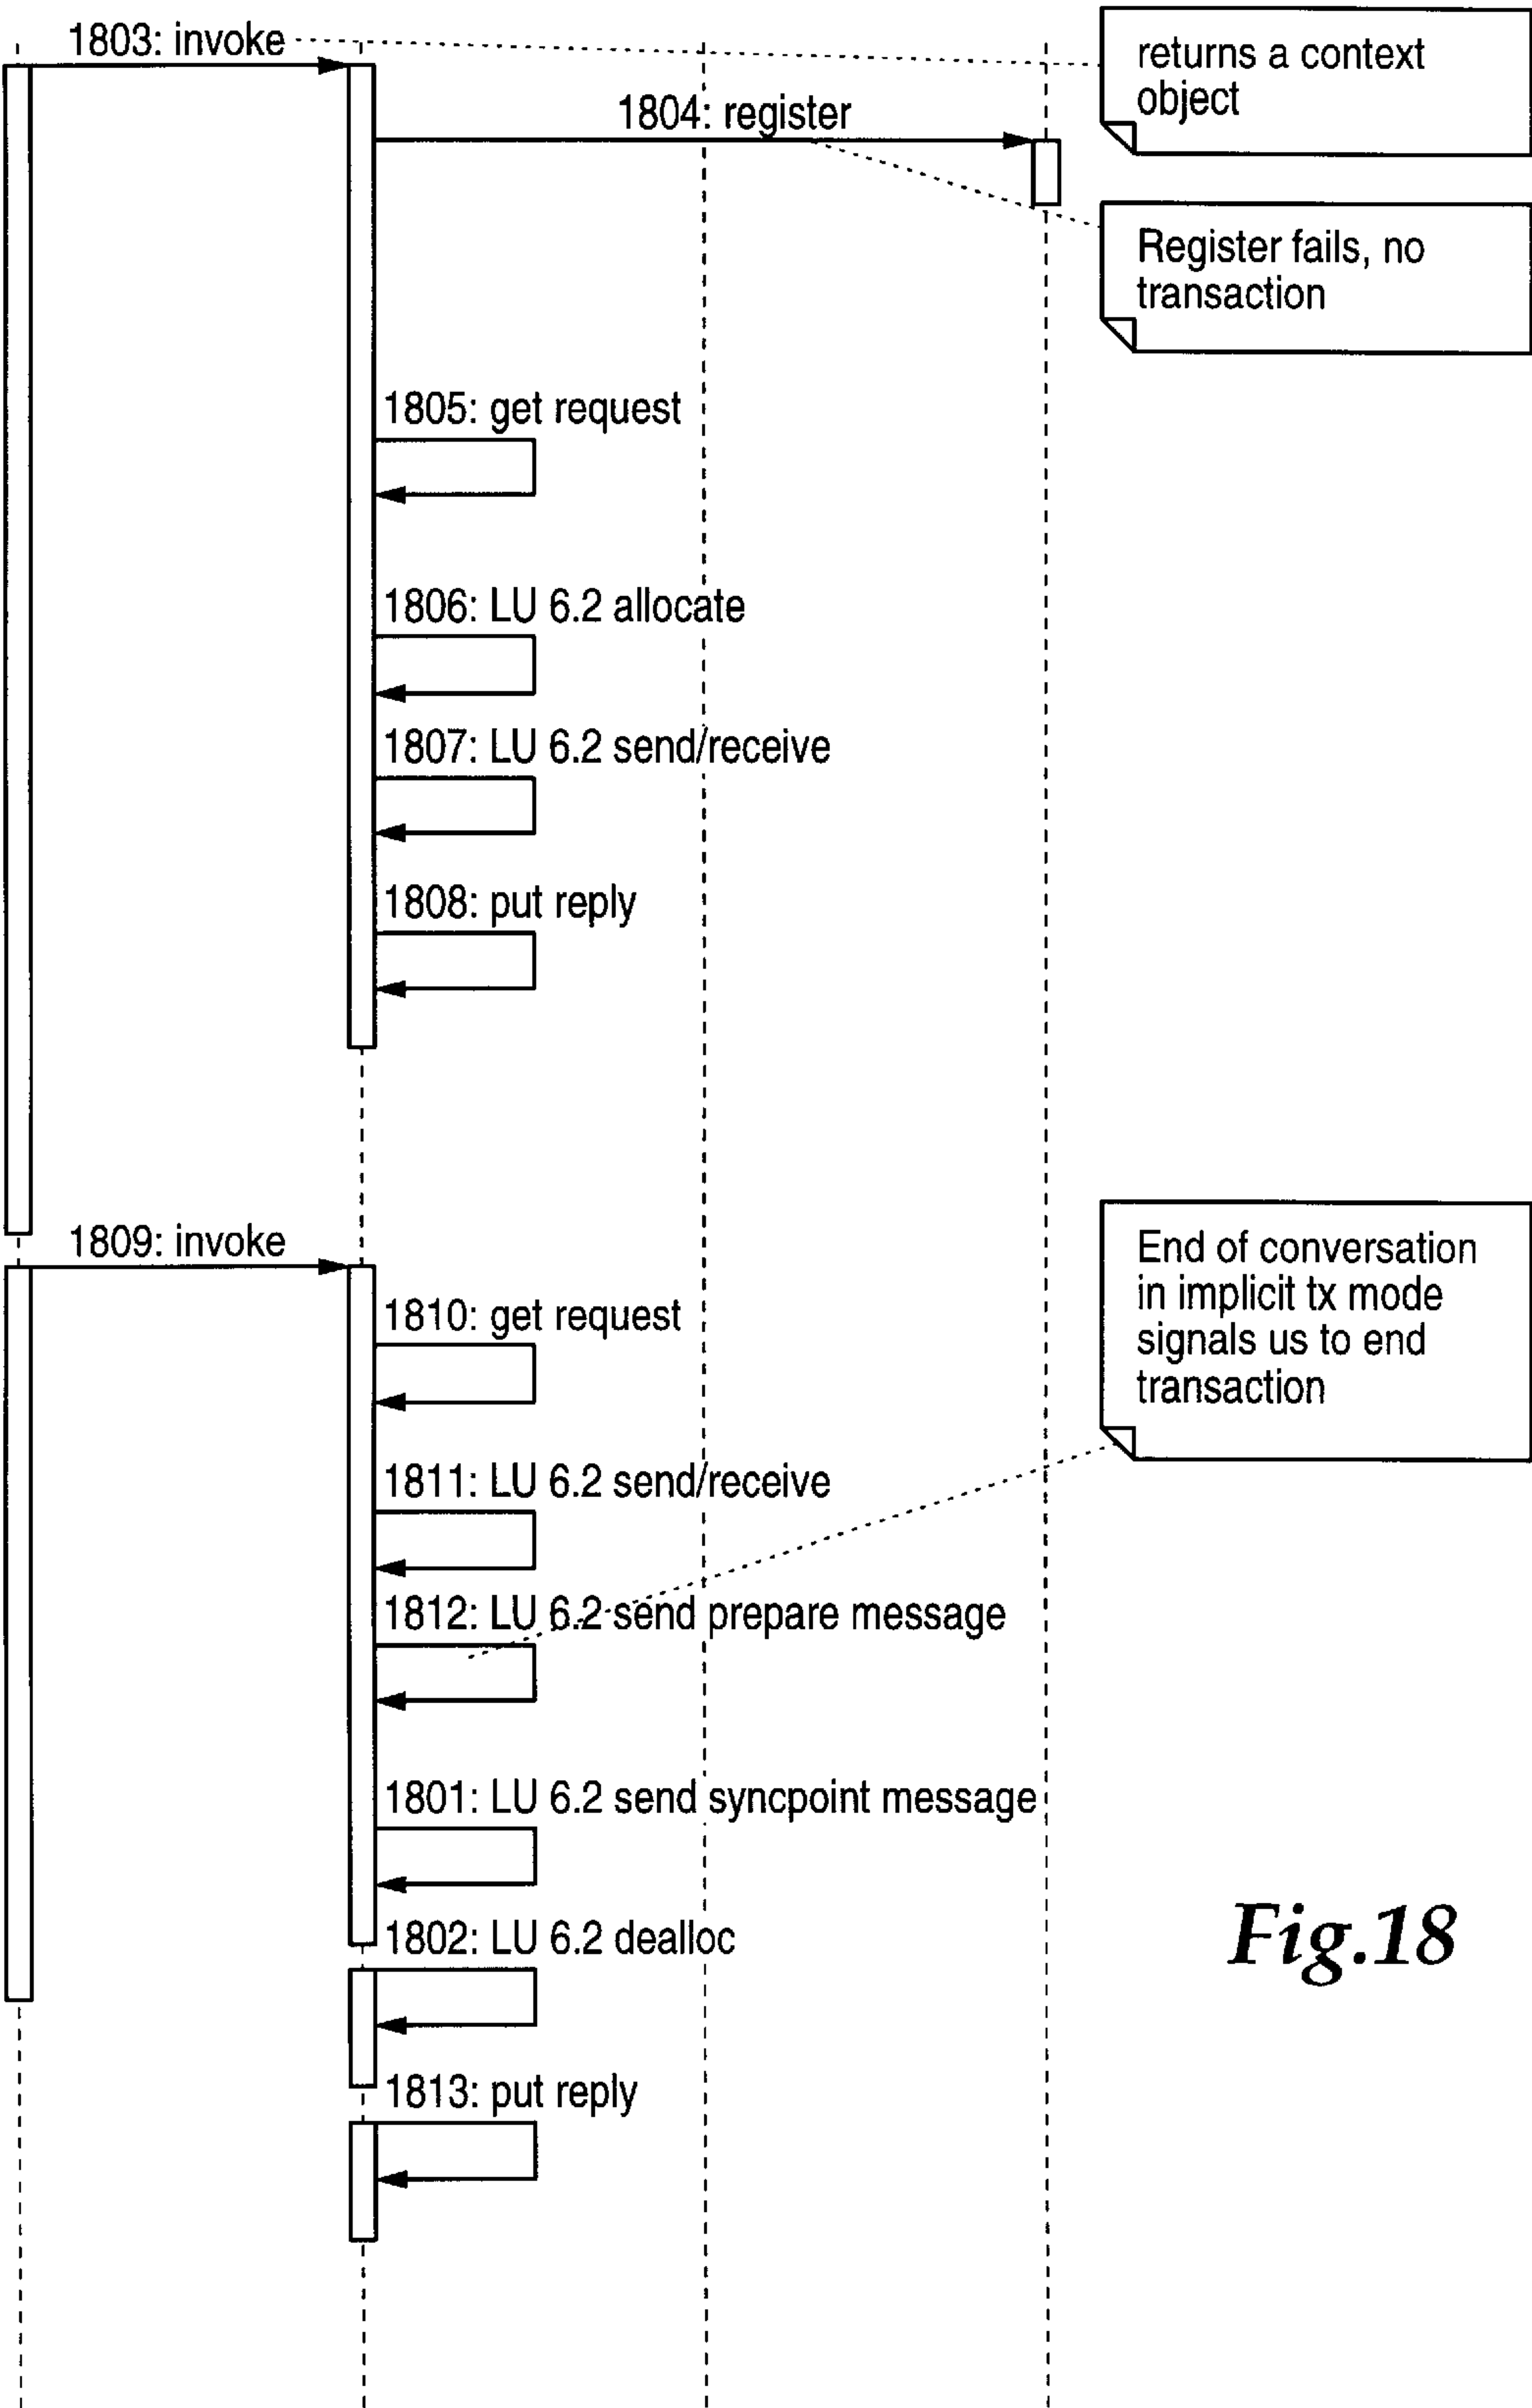 1803: invoke
returns a context
object
1804: register
Register fails, no
transaction
1805: get request
1806: LU 6.2 allocate
1807: LU 6.2 send/receive
1808: put reply
1809: invoke
End of conversation
in implicit tx mode
signals us to end
transaction
1810: get request
1811: LU 6.2 send/receive
1812: LU 6.2 send prepare message
1801: LU 6.2 send syncpoint message
1802: LU 6.2 dealloc
1813: put reply
Fig.18